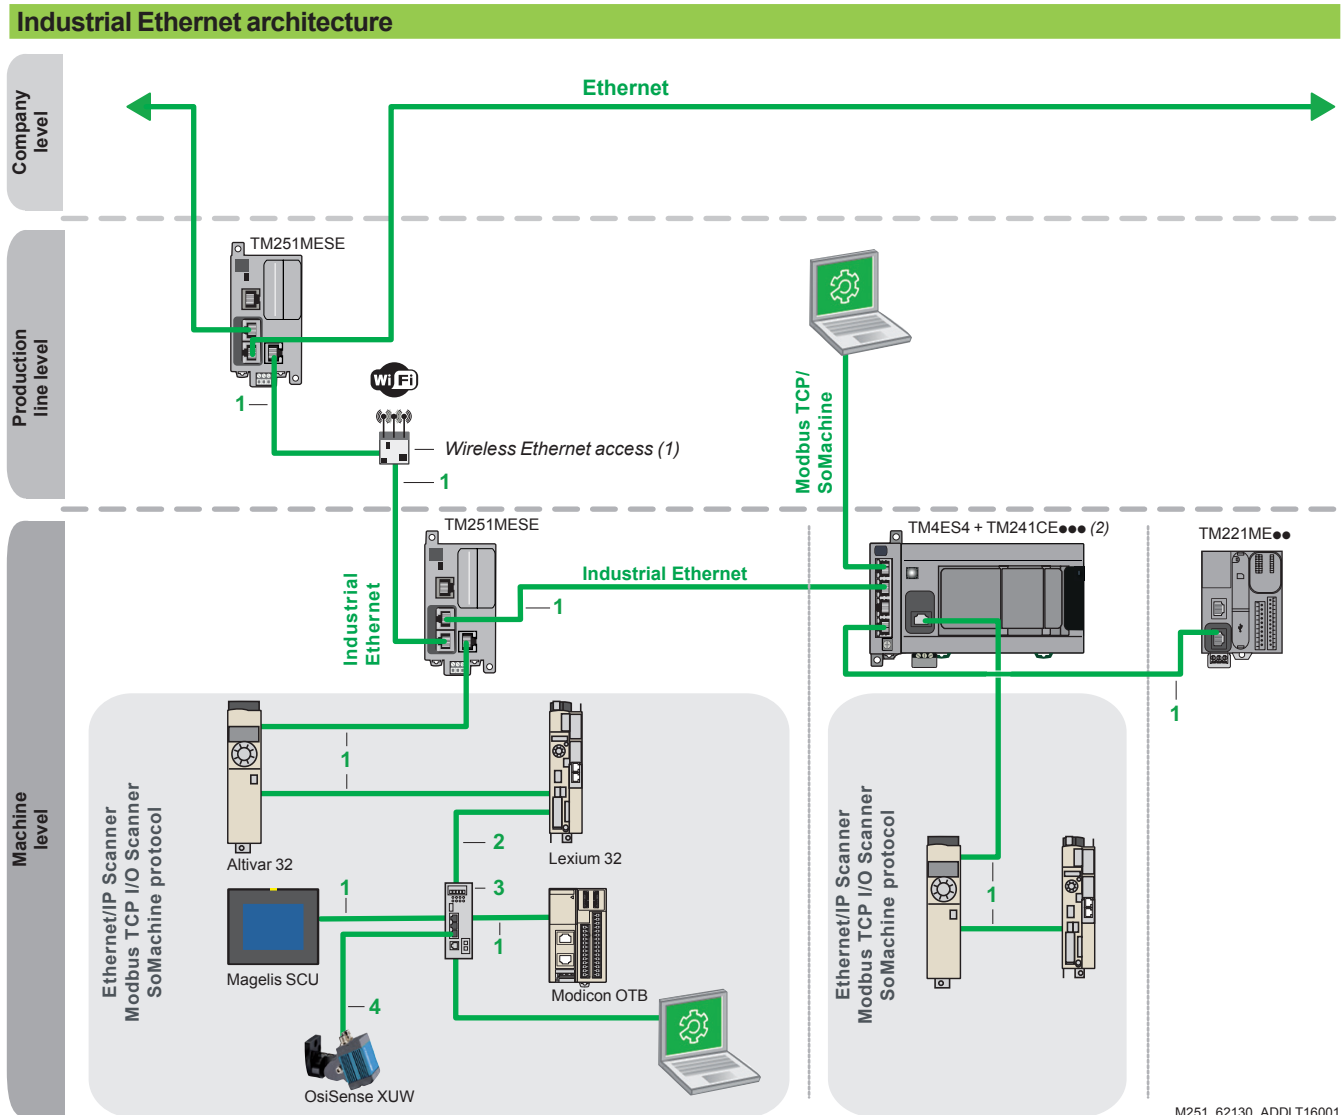 Industrial Ethernet architecture
Company
level
Ethernet
Production
line level
TM251MESE
1
WiFi
Wireless Ethernet access (1)
1
Modbus TCP/
SoMachine
Machine
level
TM251MESE
Industrial
Ethernet
Industrial Ethernet
1
TM4ES4 + TM241CE●●● (2)
TM221ME●●
1
Ethernet/IP Scanner
Modbus TCP I/O Scanner
SoMachine protocol
1
Altivar 32
Lexium 32
2
3
1
1
Magelis SCU
Modicon OTB
4
OsiSense XUW
Ethernet/IP Scanner
Modbus TCP I/O Scanner
SoMachine protocol
1
M251_62130_ADDLT16001